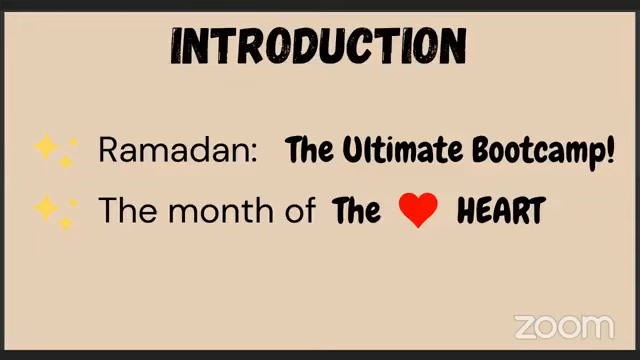 INTRODUCTION
✨ Ramadan: The Ultimate Bootcamp!
✨ The month of The ❤️ HEART
zoom